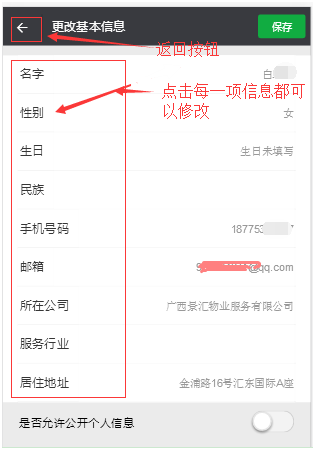 更改基本信息 保存
返回按钮
名字 白
点击每一项信息都可以修改
性别 女
生日 生日未填写
民族
手机号码 18775
邮箱 @qq.com
所在公司 广西景汇物业服务有限公司
服务行业
居住地址 金浦路16号汇东国际A座
是否允许公开个人信息